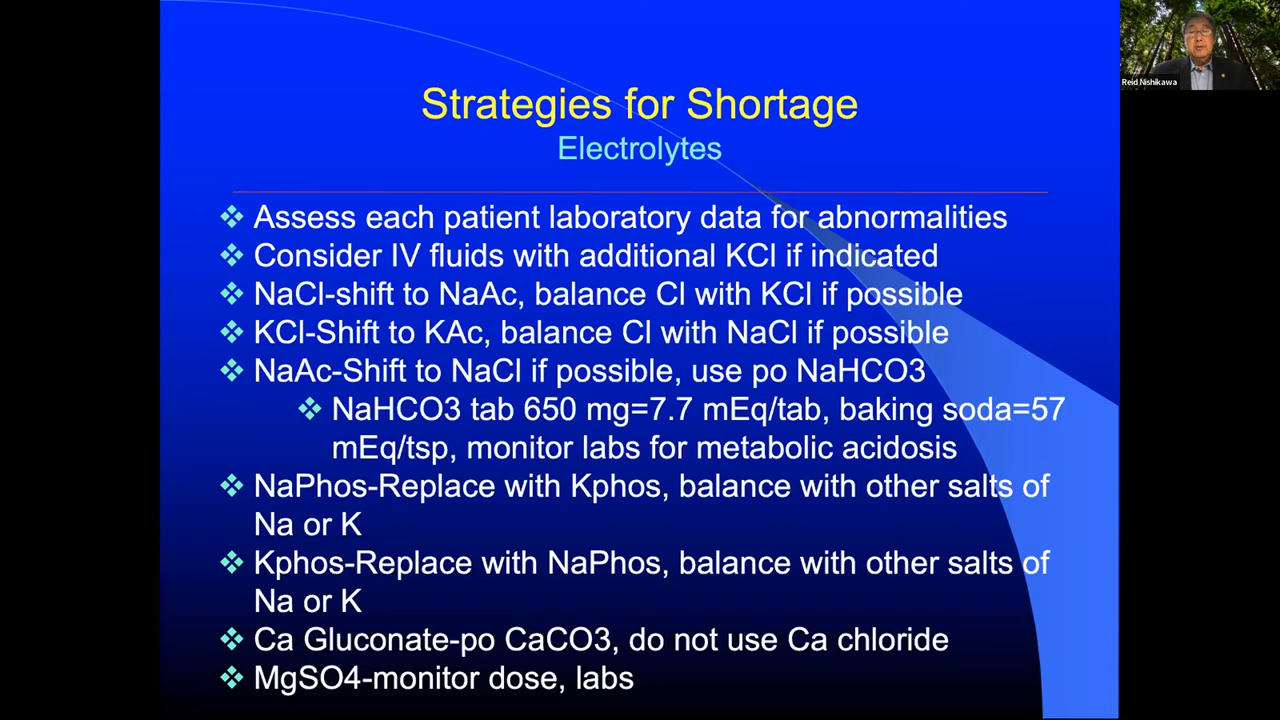 Strategies for Shortage
Electrolytes
Assess each patient laboratory data for abnormalities
Consider IV fluids with additional KCl if indicated
NaCl-shift to NaAc, balance Cl with KCl if possible
KCl-Shift to KAc, balance Cl with NaCl if possible
NaAc-Shift to NaCl if possible, use po NaHCO3
NaHCO3 tab 650 mg=7.7 mEq/tab, baking soda=57
mEq/tsp, monitor labs for metabolic acidosis
NaPhos-Replace with Kphos, balance with other salts of
Na or K
Kphos-Replace with NaPhos, balance with other salts of
Na or K
Ca Gluconate-po CaCO3, do not use Ca chloride
MgSO4-monitor dose, labs
Reid Nishikawa